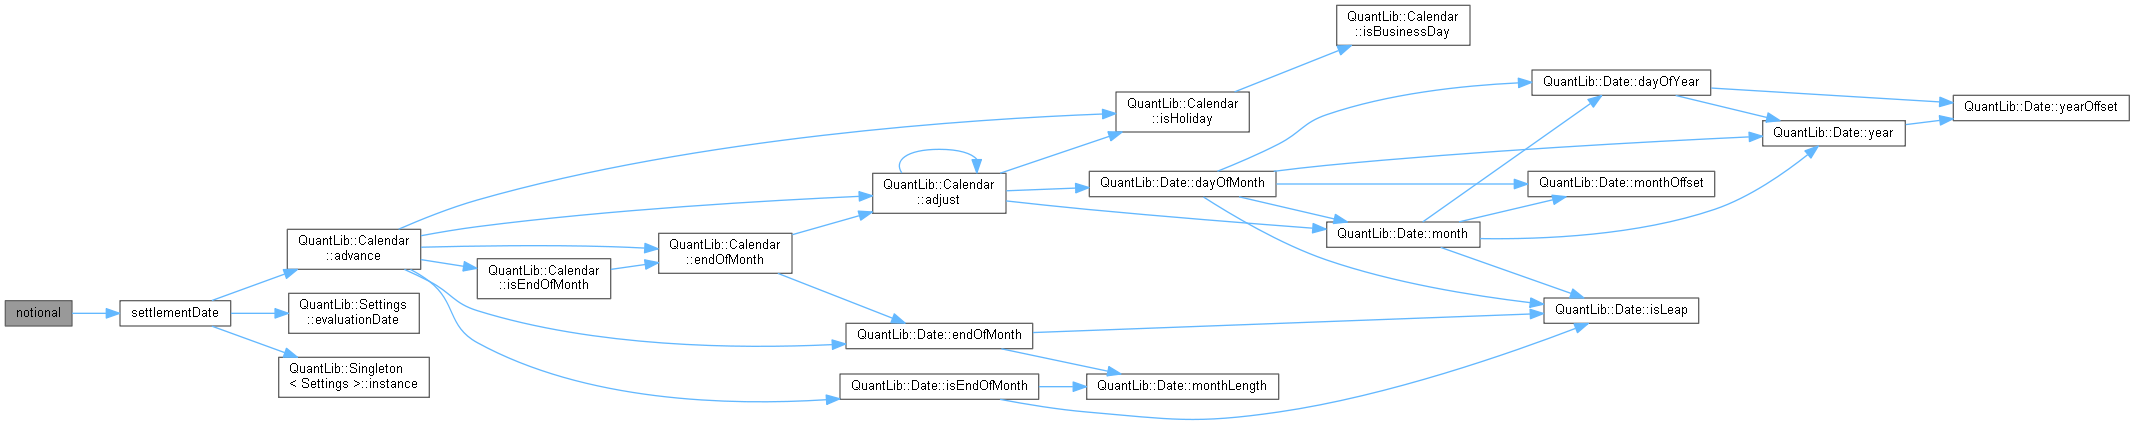 notional
settlementDate
QuantLib::Calendar
::advance
QuantLib::Settings
::evaluationDate
QuantLib::Singleton
< Settings >::instance
QuantLib::Calendar
::isEndOfMonth
QuantLib::Calendar
::endOfMonth
QuantLib::Calendar
::adjust
QuantLib::Date::endOfMonth
QuantLib::Date::isEndOfMonth
QuantLib::Calendar
::isHoliday
QuantLib::Date::dayOfMonth
QuantLib::Date::monthLength
QuantLib::Calendar
::isBusinessDay
QuantLib::Date::month
QuantLib::Date::dayOfYear
QuantLib::Date::monthOffset
QuantLib::Date::isLeap
QuantLib::Date::year
QuantLib::Date::yearOffset